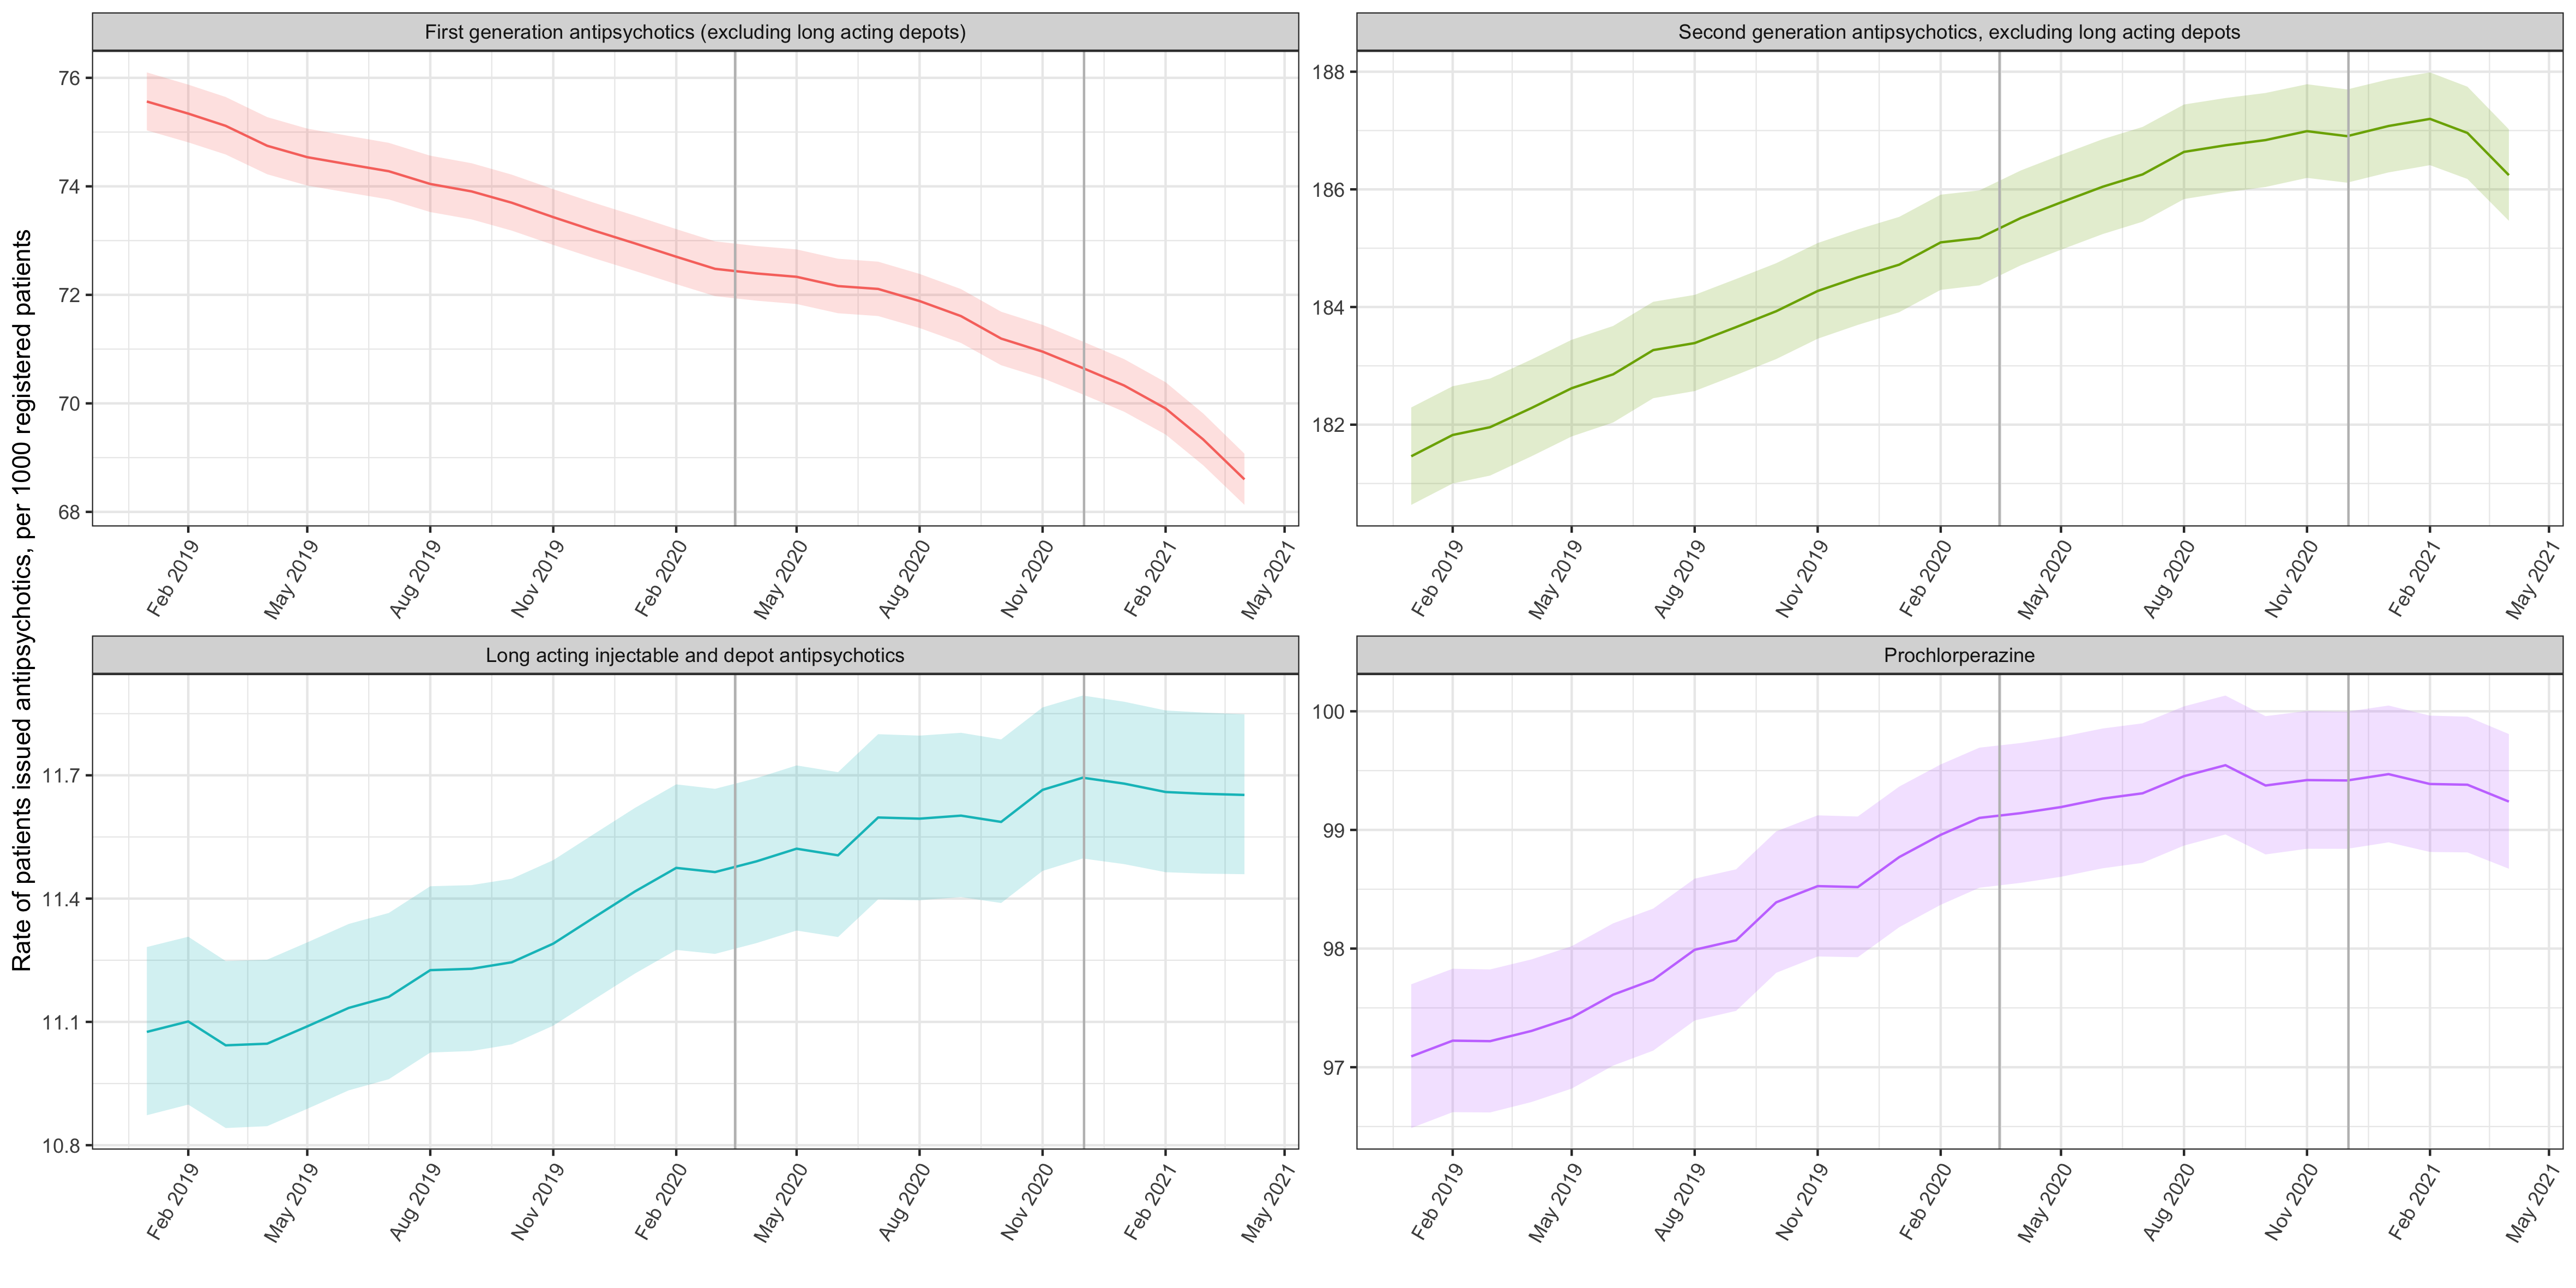 Rate of patients issued antipsychotics, per 1000 registered patients
First generation antipsychotics (excluding long acting depots)
76
74
72
70
68
Feb 2019 May 2019 Aug 2019 Nov 2019 Feb 2020 May 2020 Aug 2020 Nov 2020 Feb 2021 May 2021
Second generation antipsychotics, excluding long acting depots
188
186
184
182
Feb 2019 May 2019 Aug 2019 Nov 2019 Feb 2020 May 2020 Aug 2020 Nov 2020 Feb 2021 May 2021
Long acting injectable and depot antipsychotics
11.7
11.4
11.1
10.8
Feb 2019 May 2019 Aug 2019 Nov 2019 Feb 2020 May 2020 Aug 2020 Nov 2020 Feb 2021 May 2021
Prochlorperazine
100
99
98
97
Feb 2019 May 2019 Aug 2019 Nov 2019 Feb 2020 May 2020 Aug 2020 Nov 2020 Feb 2021 May 2021